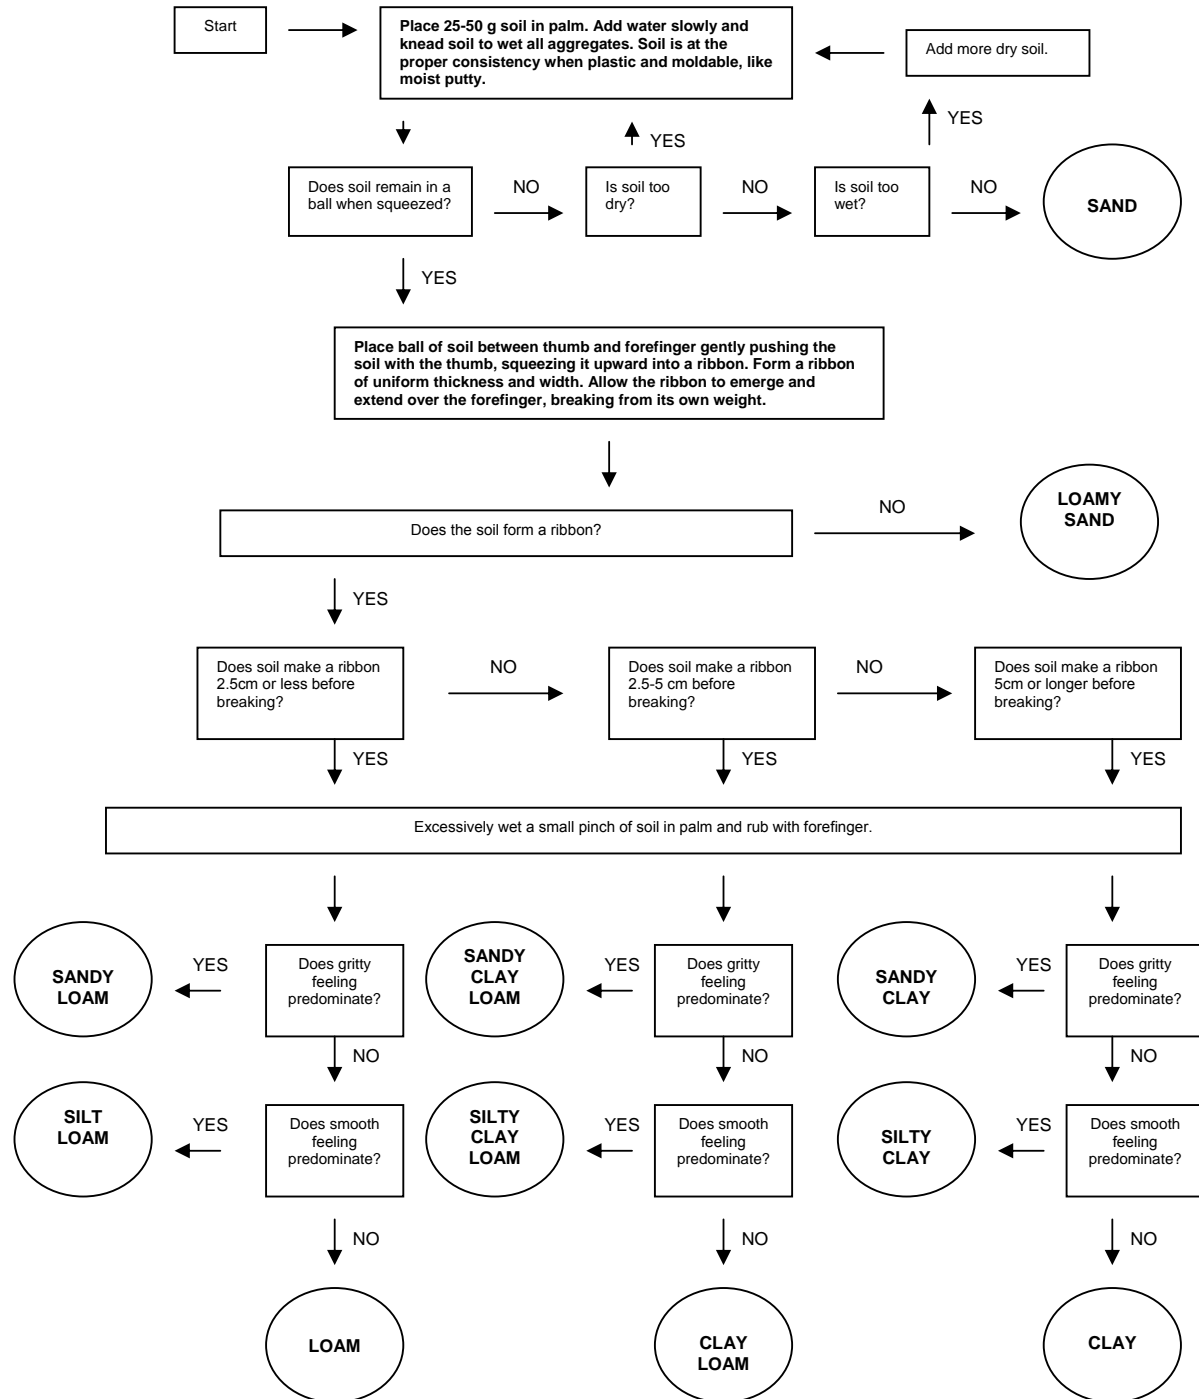 Start
Place 25-50 g soil in palm. Add water slowly and
knead soil to wet all aggregates. Soil is at the
proper consistency when plastic and moldable, like
moist putty.
Add more dry soil.
YES
YES
Does soil remain in a
ball when squeezed?
NO
Is soil too
dry?
NO
Is soil too
wet?
NO
SAND
YES
Place ball of soil between thumb and forefinger gently pushing the
soil with the thumb, squeezing it upward into a ribbon. Form a ribbon
of uniform thickness and width. Allow the ribbon to emerge and
extend over the forefinger, breaking from its own weight.
Does the soil form a ribbon?
NO
LOAMY
SAND
YES
Does soil make a ribbon
2.5cm or less before
breaking?
NO
Does soil make a ribbon
2.5-5 cm before
breaking?
NO
Does soil make a ribbon
5cm or longer before
breaking?
YES
YES
YES
Excessively wet a small pinch of soil in palm and rub with forefinger.
SANDY
LOAM
YES
Does gritty
feeling
predominate?
SANDY
CLAY
LOAM
YES
Does gritty
feeling
predominate?
SANDY
CLAY
YES
Does gritty
feeling
predominate?
NO
NO
NO
SILT
LOAM
YES
Does smooth
feeling
predominate?
SILTY
CLAY
LOAM
YES
Does smooth
feeling
predominate?
SILTY
CLAY
YES
Does smooth
feeling
predominate?
NO
NO
NO
LOAM
CLAY
LOAM
CLAY